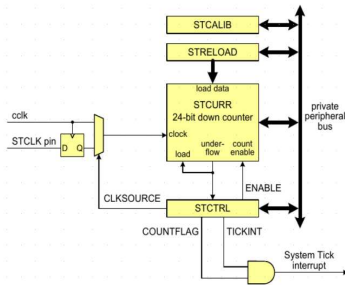 STCALIB
STRELOAD
load data
STCURR
24-bit down counter
private
peripheral
bus
cclk
clock
STCLK pin
D Q
load
under-
flow
count
enable
CLKSOURCE
ENABLE
STCTRL
COUNTFLAG
TICKINT
System Tick
interrupt